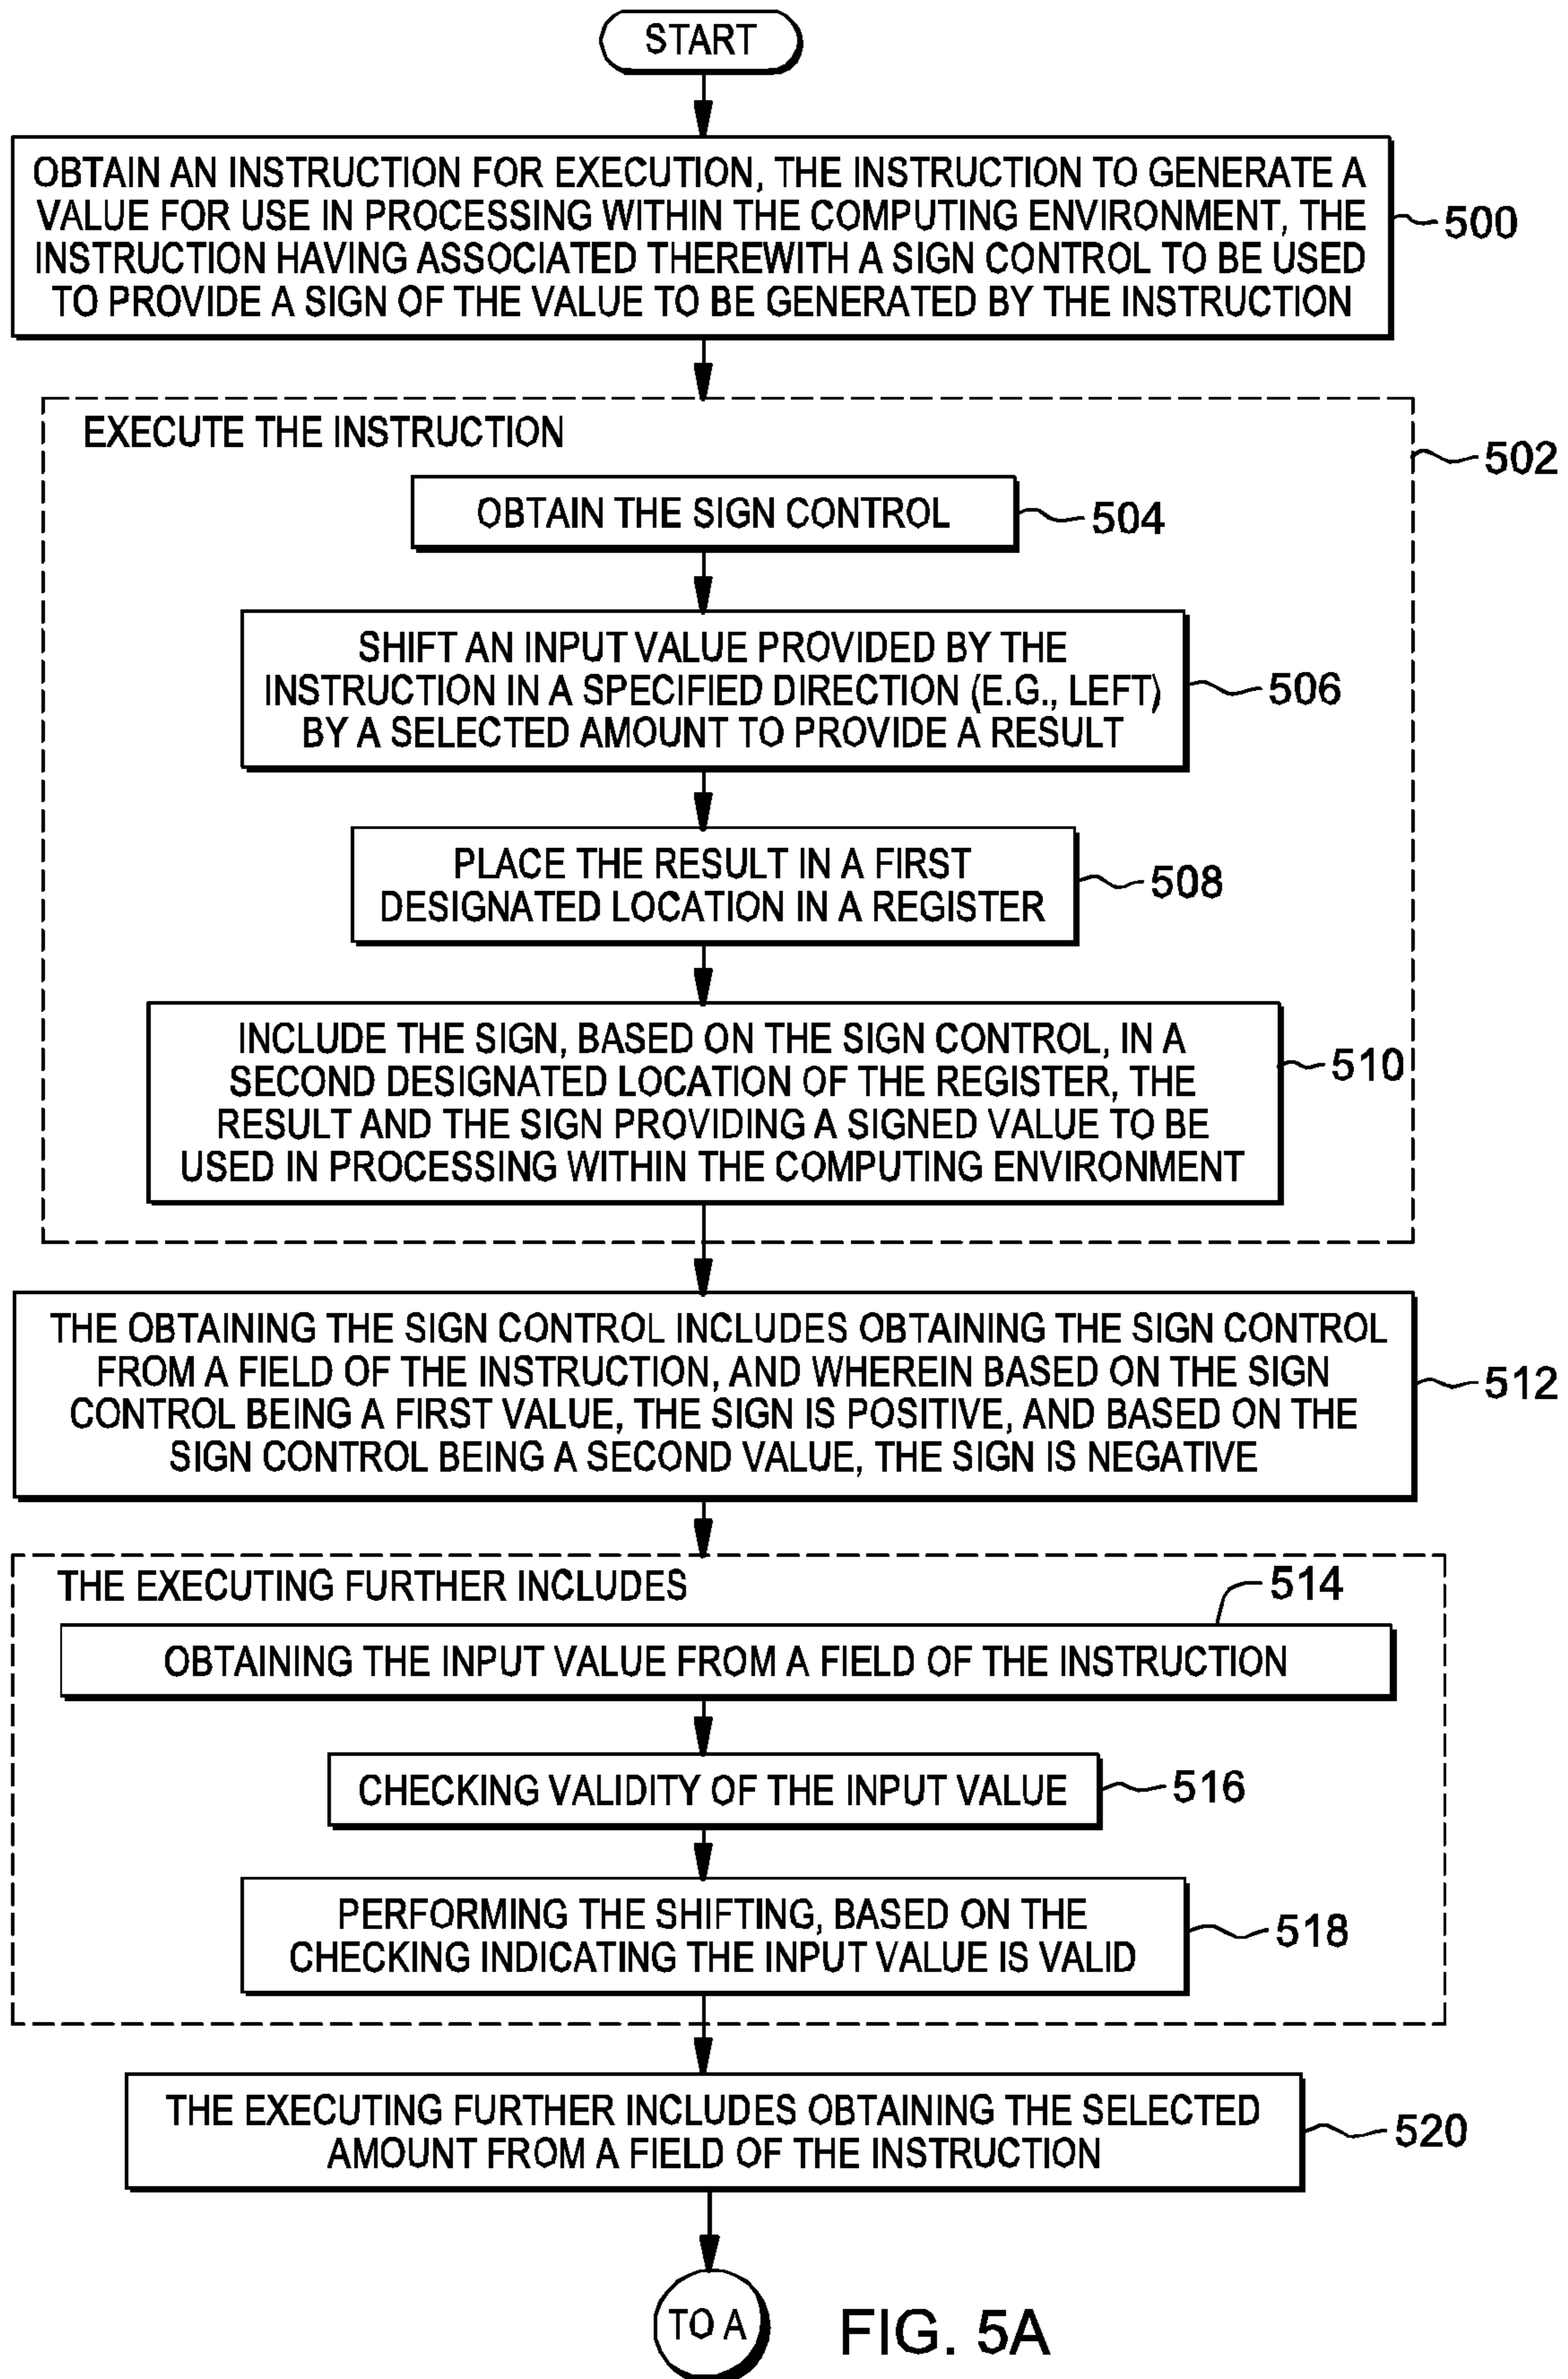 START
OBTAIN AN INSTRUCTION FOR EXECUTION, THE INSTRUCTION TO GENERATE A
VALUE FOR USE IN PROCESSING WITHIN THE COMPUTING ENVIRONMENT, THE
INSTRUCTION HAVING ASSOCIATED THEREWITH A SIGN CONTROL TO BE USED
TO PROVIDE A SIGN OF THE VALUE TO BE GENERATED BY THE INSTRUCTION
500
EXECUTE THE INSTRUCTION
502
OBTAIN THE SIGN CONTROL
504
SHIFT AN INPUT VALUE PROVIDED BY THE
INSTRUCTION IN A SPECIFIED DIRECTION (E.G., LEFT)
BY A SELECTED AMOUNT TO PROVIDE A RESULT
506
PLACE THE RESULT IN A FIRST
DESIGNATED LOCATION IN A REGISTER
508
INCLUDE THE SIGN, BASED ON THE SIGN CONTROL, IN A
SECOND DESIGNATED LOCATION OF THE REGISTER, THE
RESULT AND THE SIGN PROVIDING A SIGNED VALUE TO BE
USED IN PROCESSING WITHIN THE COMPUTING ENVIRONMENT
510
THE OBTAINING THE SIGN CONTROL INCLUDES OBTAINING THE SIGN CONTROL
FROM A FIELD OF THE INSTRUCTION, AND WHEREIN BASED ON THE SIGN
CONTROL BEING A FIRST VALUE, THE SIGN IS POSITIVE, AND BASED ON THE
SIGN CONTROL BEING A SECOND VALUE, THE SIGN IS NEGATIVE
512
THE EXECUTING FURTHER INCLUDES
514
OBTAINING THE INPUT VALUE FROM A FIELD OF THE INSTRUCTION
CHECKING VALIDITY OF THE INPUT VALUE
516
PERFORMING THE SHIFTING, BASED ON THE
CHECKING INDICATING THE INPUT VALUE IS VALID
518
THE EXECUTING FURTHER INCLUDES OBTAINING THE SELECTED
AMOUNT FROM A FIELD OF THE INSTRUCTION
520
TO A
FIG. 5A